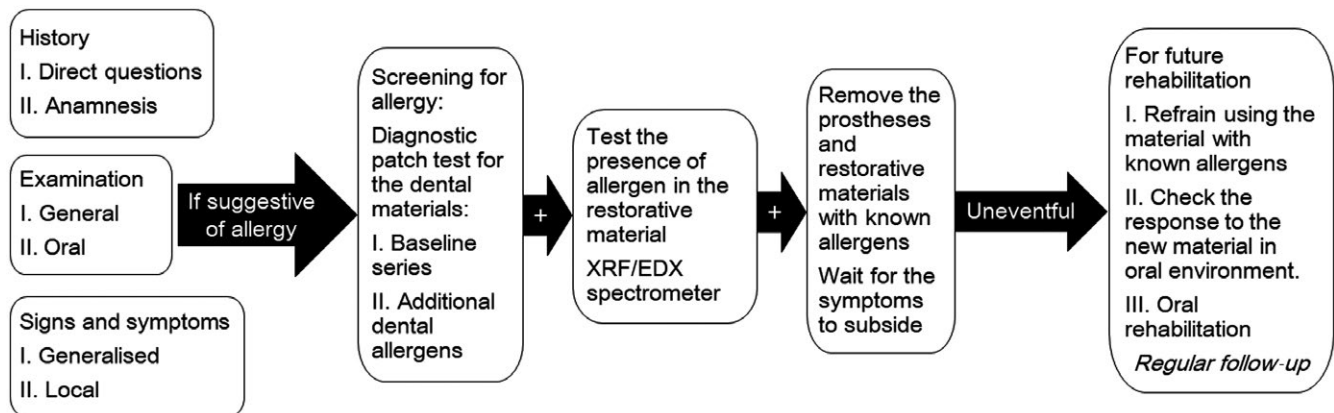 History
I. Direct questions
II. Anamnesis
Examination
I. General
II. Oral
Signs and symptoms
I. Generalised
II. Local
If suggestive
of allergy
Screening for
allergy:
Diagnostic
patch test for
the dental
materials:
I. Baseline
series
II. Additional
dental
allergens
+
Test the
presence of
allergen in the
restorative
material
XRF/EDX
spectrometer
+
Remove the
prostheses
and
restorative
materials
with known
allergens
Wait for the
symptoms
to subside
Uneventful
For future
rehabilitation
I. Refrain using the
material with
known allergens
II. Check the
response to the
new material in
oral environment.
III. Oral
rehabilitation
Regular follow-up